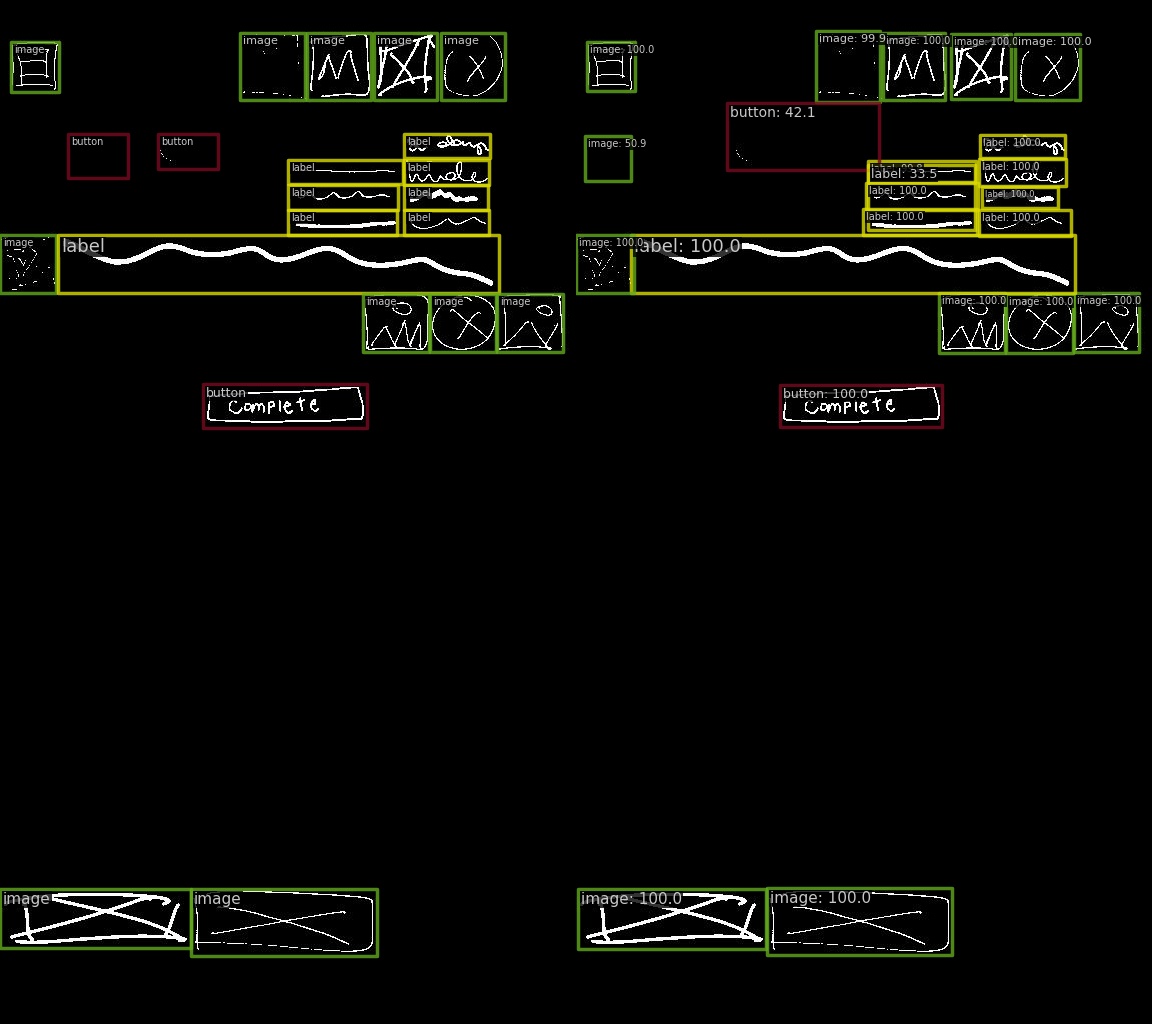 image image image image image image: 100.0 image: 99.9 image: 100.0 image: 100.0 image: 100.0
button: 42.1
button button label label: 100.0
image: 50.9
label label label: 33.5 label: 100.0
label label label: 100.0 label: 100.0
label label label: 100.0 label: 100.0
image label image: 100.0 label: 100.0
image image image image: 100.0 image: 100.0 image: 100.0
button button: 100.0
Complete Complete
image image image: 100.0 image: 100.0